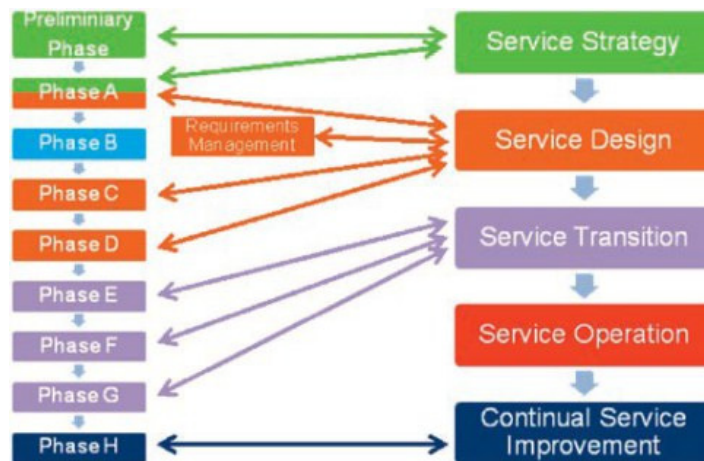 Preliminiary
Phase
Phase A
Phase B
Phase C
Phase D
Phase E
Phase F
Phase G
Phase H
Requirements
Management
Service Strategy
Service Design
Service Transition
Service Operation
Continual Service
Improvement